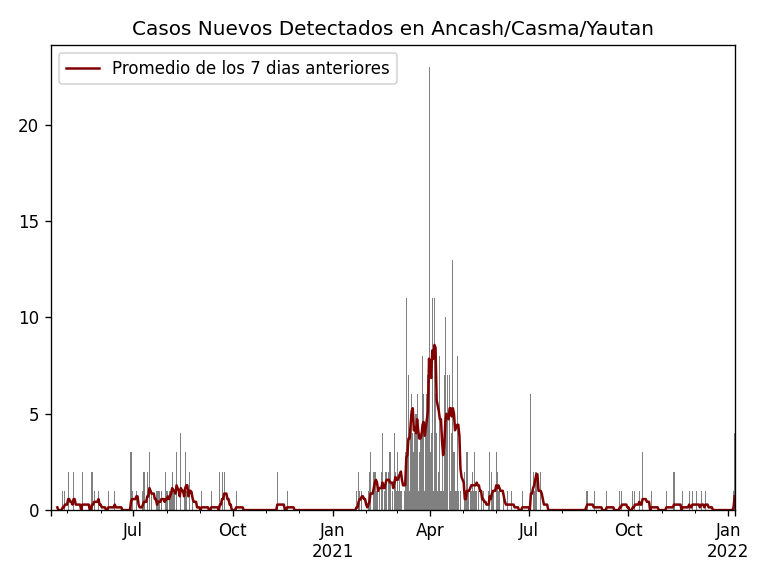 Casos Nuevos Detectados en Ancash/Casma/Yautan
Promedio de los 7 dias anteriores
20
15
10
5
0
Jul Oct Jan Apr Jul Oct Jan
2021 2022